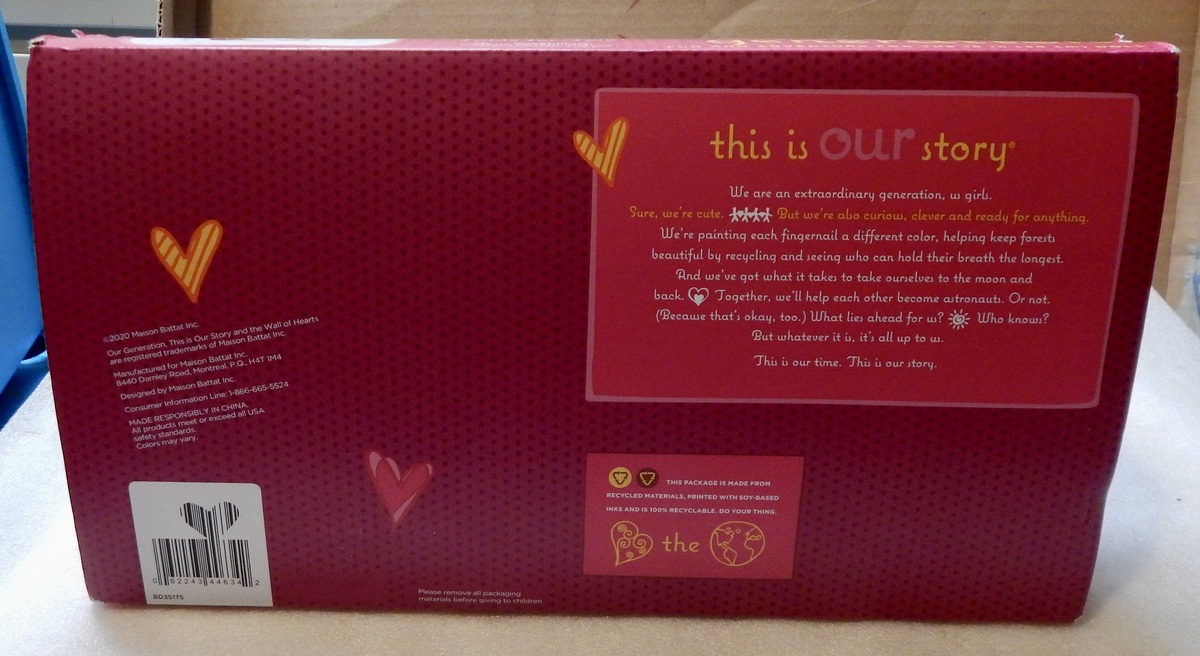 this is our story®
We are an extraordinary generation, us girls.
Sure, we're cute. But we're also curious, clever and ready for anything.
We're painting each fingernail a different color, helping keep forests
beautiful by recycling and seeing who can hold their breath the longest.
And we've got what it takes to take ourselves to the moon and
back. Together, we'll help each other become astronauts. Or not.
(Because that's okay, too.) What lies ahead for us? Who knows?
But whatever it is, it's all up to us.
This is our time. This is our story.
©2020 Maison Battat Inc.
Our Generation, This is Our Story and the Wall of Hearts
are registered trademarks of Maison Battat Inc.
Manufactured for Maison Battat Inc.
8440 Darnley Road, Montreal, P.Q., H4T 1M4
Designed by Maison Battat Inc.
Consumer Information Line: 1-866-665-5524
MADE RESPONSIBLY IN CHINA.
All products meet or exceed all USA
safety standards.
Colors may vary.
0 62243 44634 2
BD35175
THIS PACKAGE IS MADE FROM
RECYCLED MATERIALS, PRINTED WITH SOY-BASED
INKS AND IS 100% RECYCLABLE. DO YOUR THING.
the
Please remove all packaging
materials before giving to children